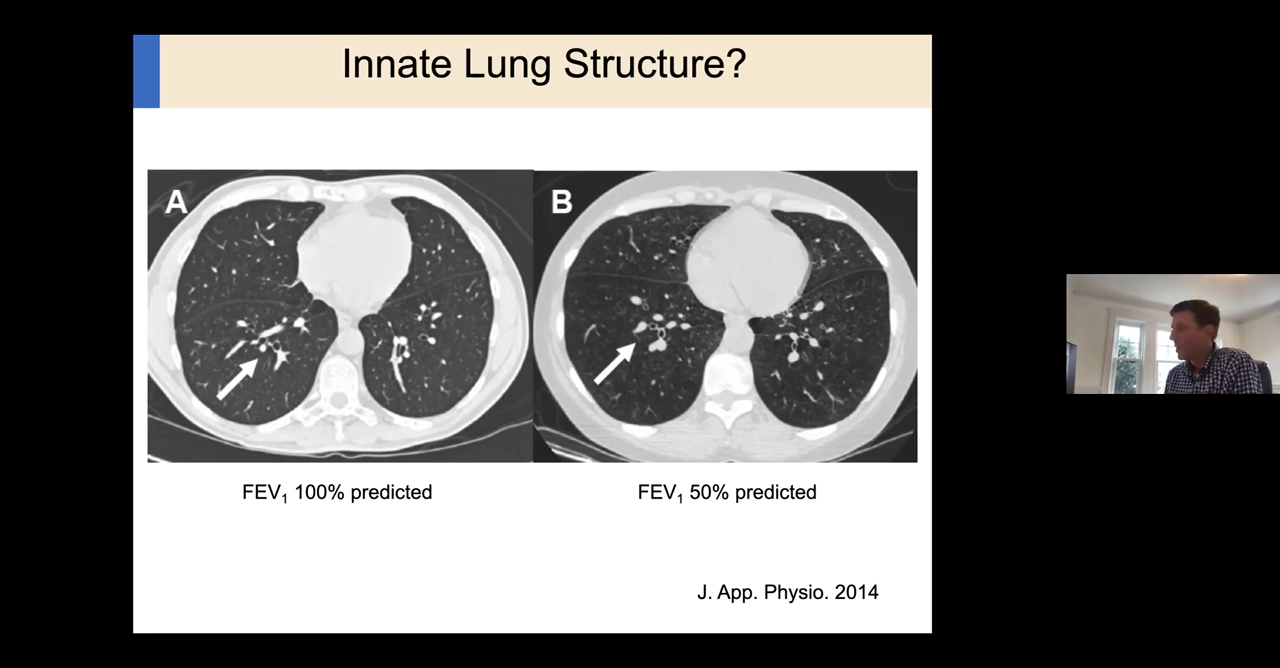 Innate Lung Structure?
A
B
FEV₁ 100% predicted
FEV₁ 50% predicted
J. App. Physio. 2014